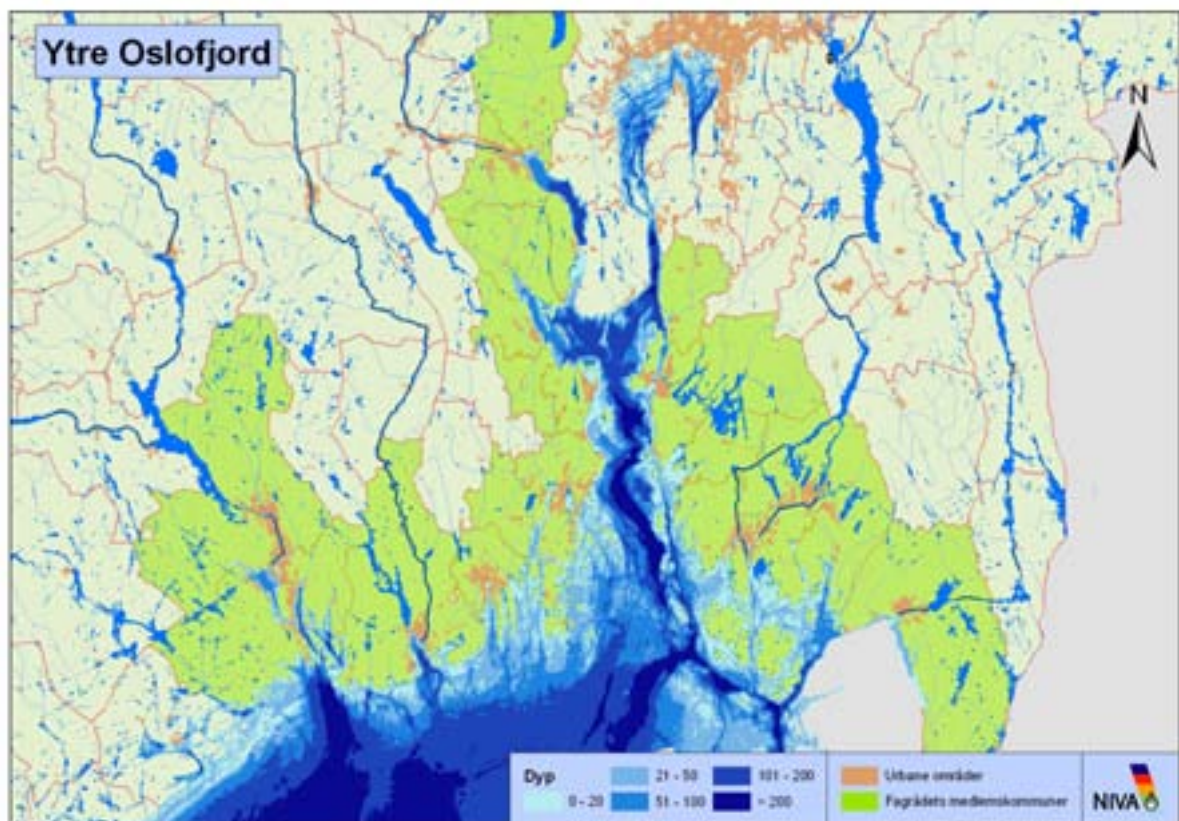 Ytre Oslofjord
N
Dyp
0 - 20
21 - 50
51 - 100
101 - 200
> 200
Urbane områder
Fagrådets medlemskommuner
NIVA